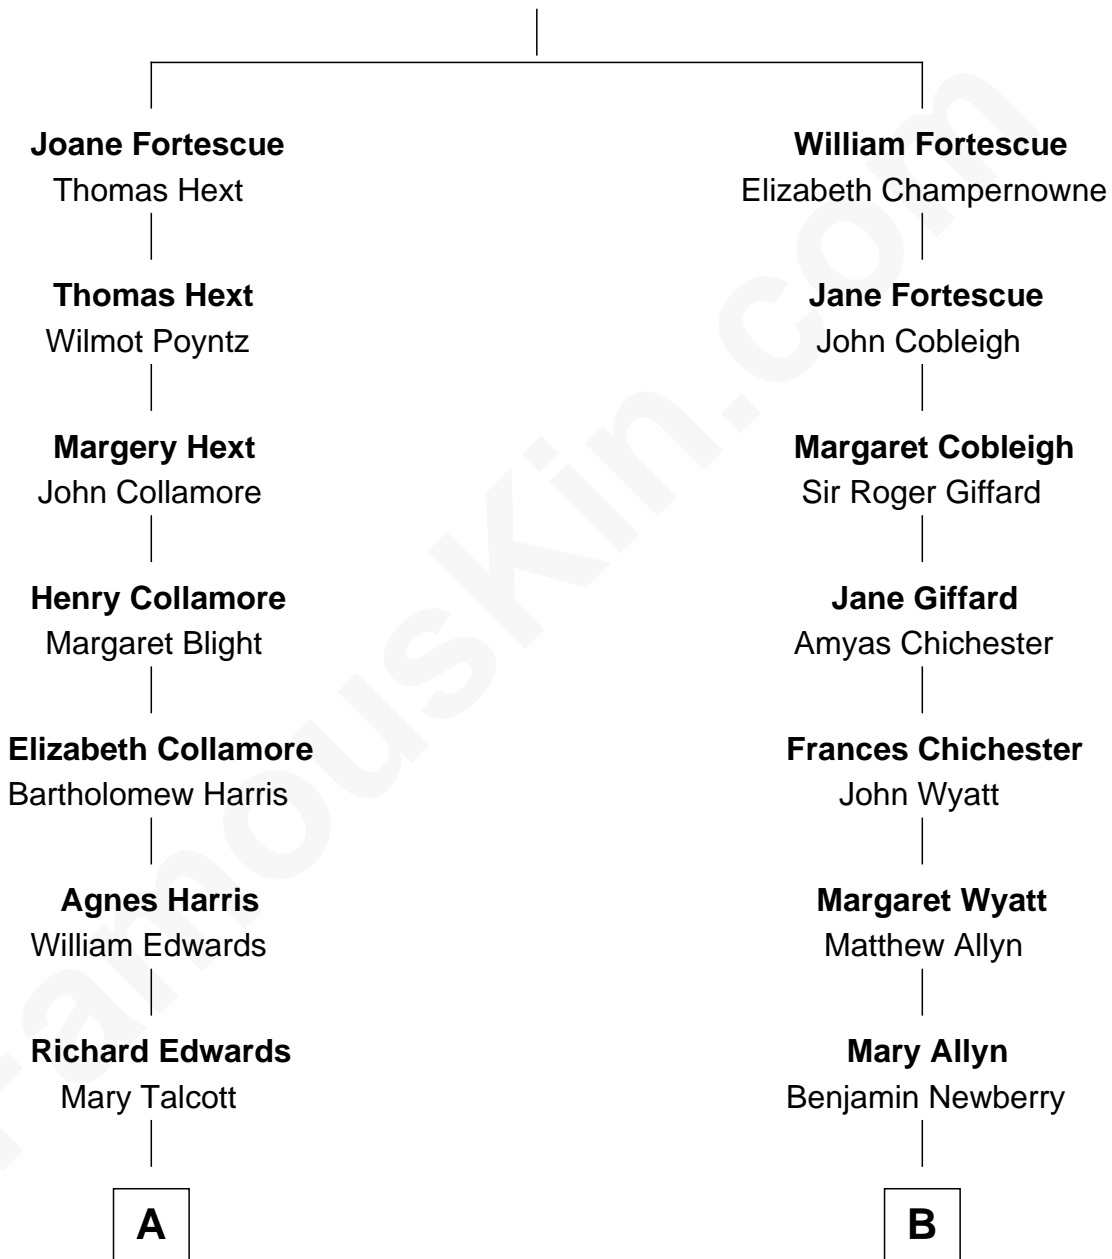 Joane Fortescue
Thomas Hext
Thomas Hext
Wilmot Poyntz
Margery Hext
John Collamore
Henry Collamore
Margaret Blight
Elizabeth Collamore
Bartholomew Harris
Agnes Harris
William Edwards
Richard Edwards
Mary Talcott
A
William Fortescue
Elizabeth Champernowne
Jane Fortescue
John Cobleigh
Margaret Cobleigh
Sir Roger Giffard
Jane Giffard
Amyas Chichester
Frances Chichester
John Wyatt
Margaret Wyatt
Matthew Allyn
Mary Allyn
Benjamin Newberry
B
FamousKin.com